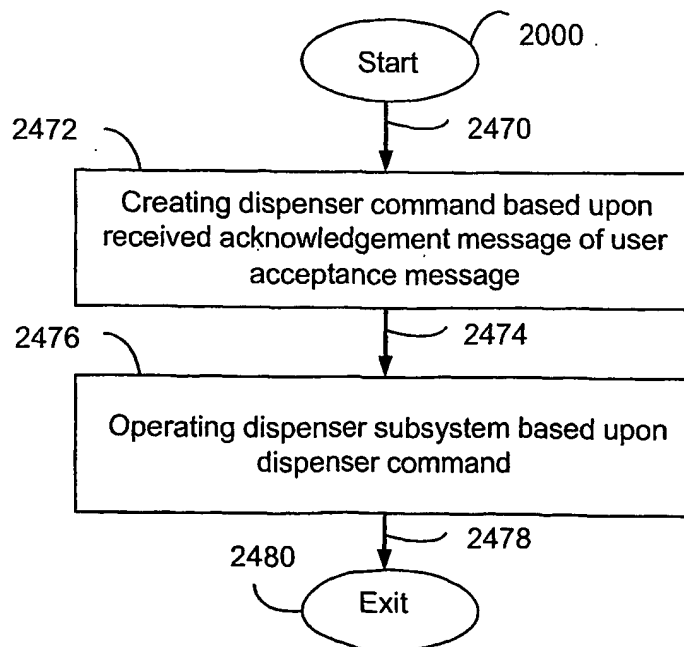 2000
Start
2470
2472
Creating dispenser command based upon
received acknowledgement message of user
acceptance message
2474
2476
Operating dispenser subsystem based upon
dispenser command
2478
2480
Exit